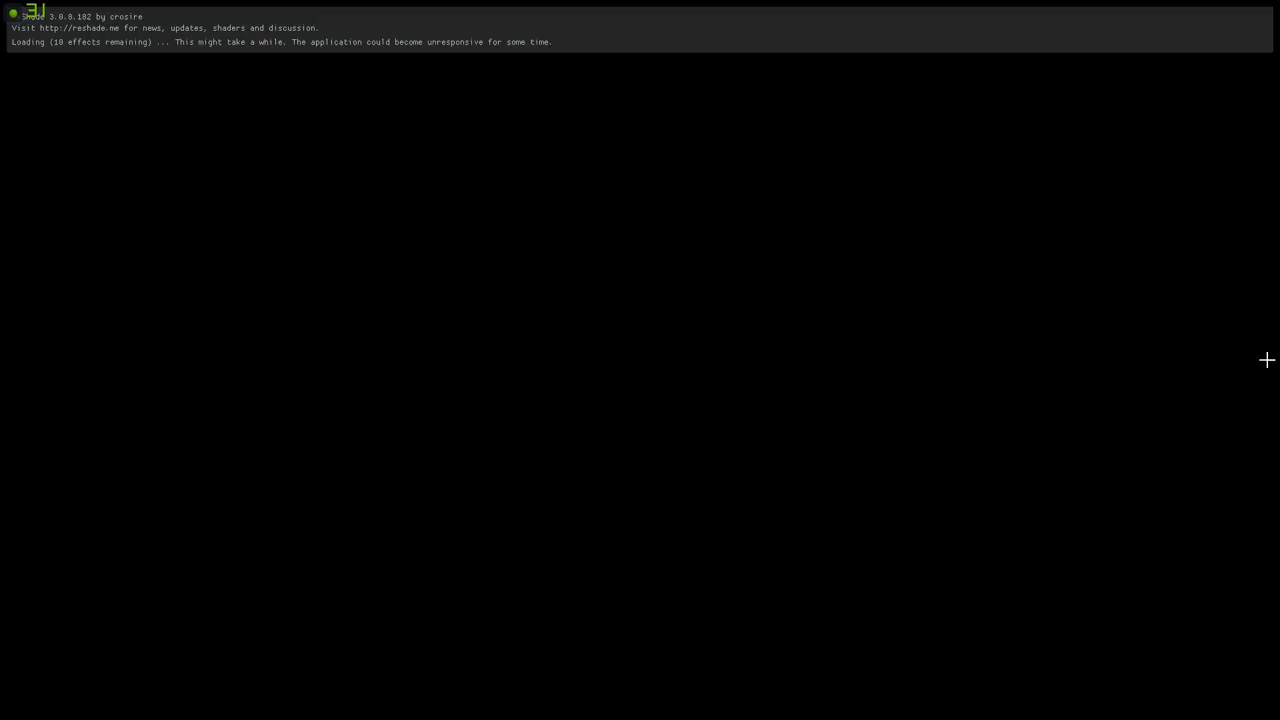 3.0.0.182 by crosire
Visit http://reshade.me for news, updates, shaders and discussion.
Loading (10 effects remaining) ... This might take a while. The application could become unresponsive for some time.